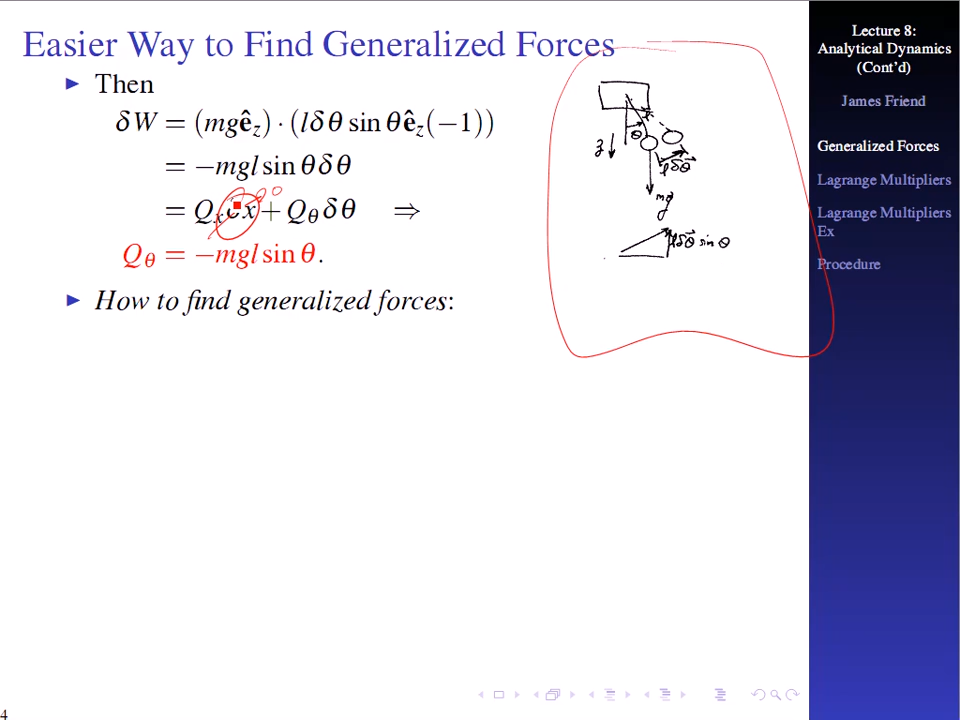 Easier Way to Find Generalized Forces
▶ Then
δW = (mgê_z) · (lδθ sin θê_z(−1))
= −mgl sin θδθ
= Q_xδx + Q_θδθ ⇒
0
Q_θ = −mgl sin θ.
▶ How to find generalized forces:
l
θ
z
lδθ⃗
mg
lδθ⃗ sin θ
Lecture 8:
Analytical Dynamics
(Cont'd)
James Friend
Generalized Forces
Lagrange Multipliers
Lagrange Multipliers
Ex
Procedure
4